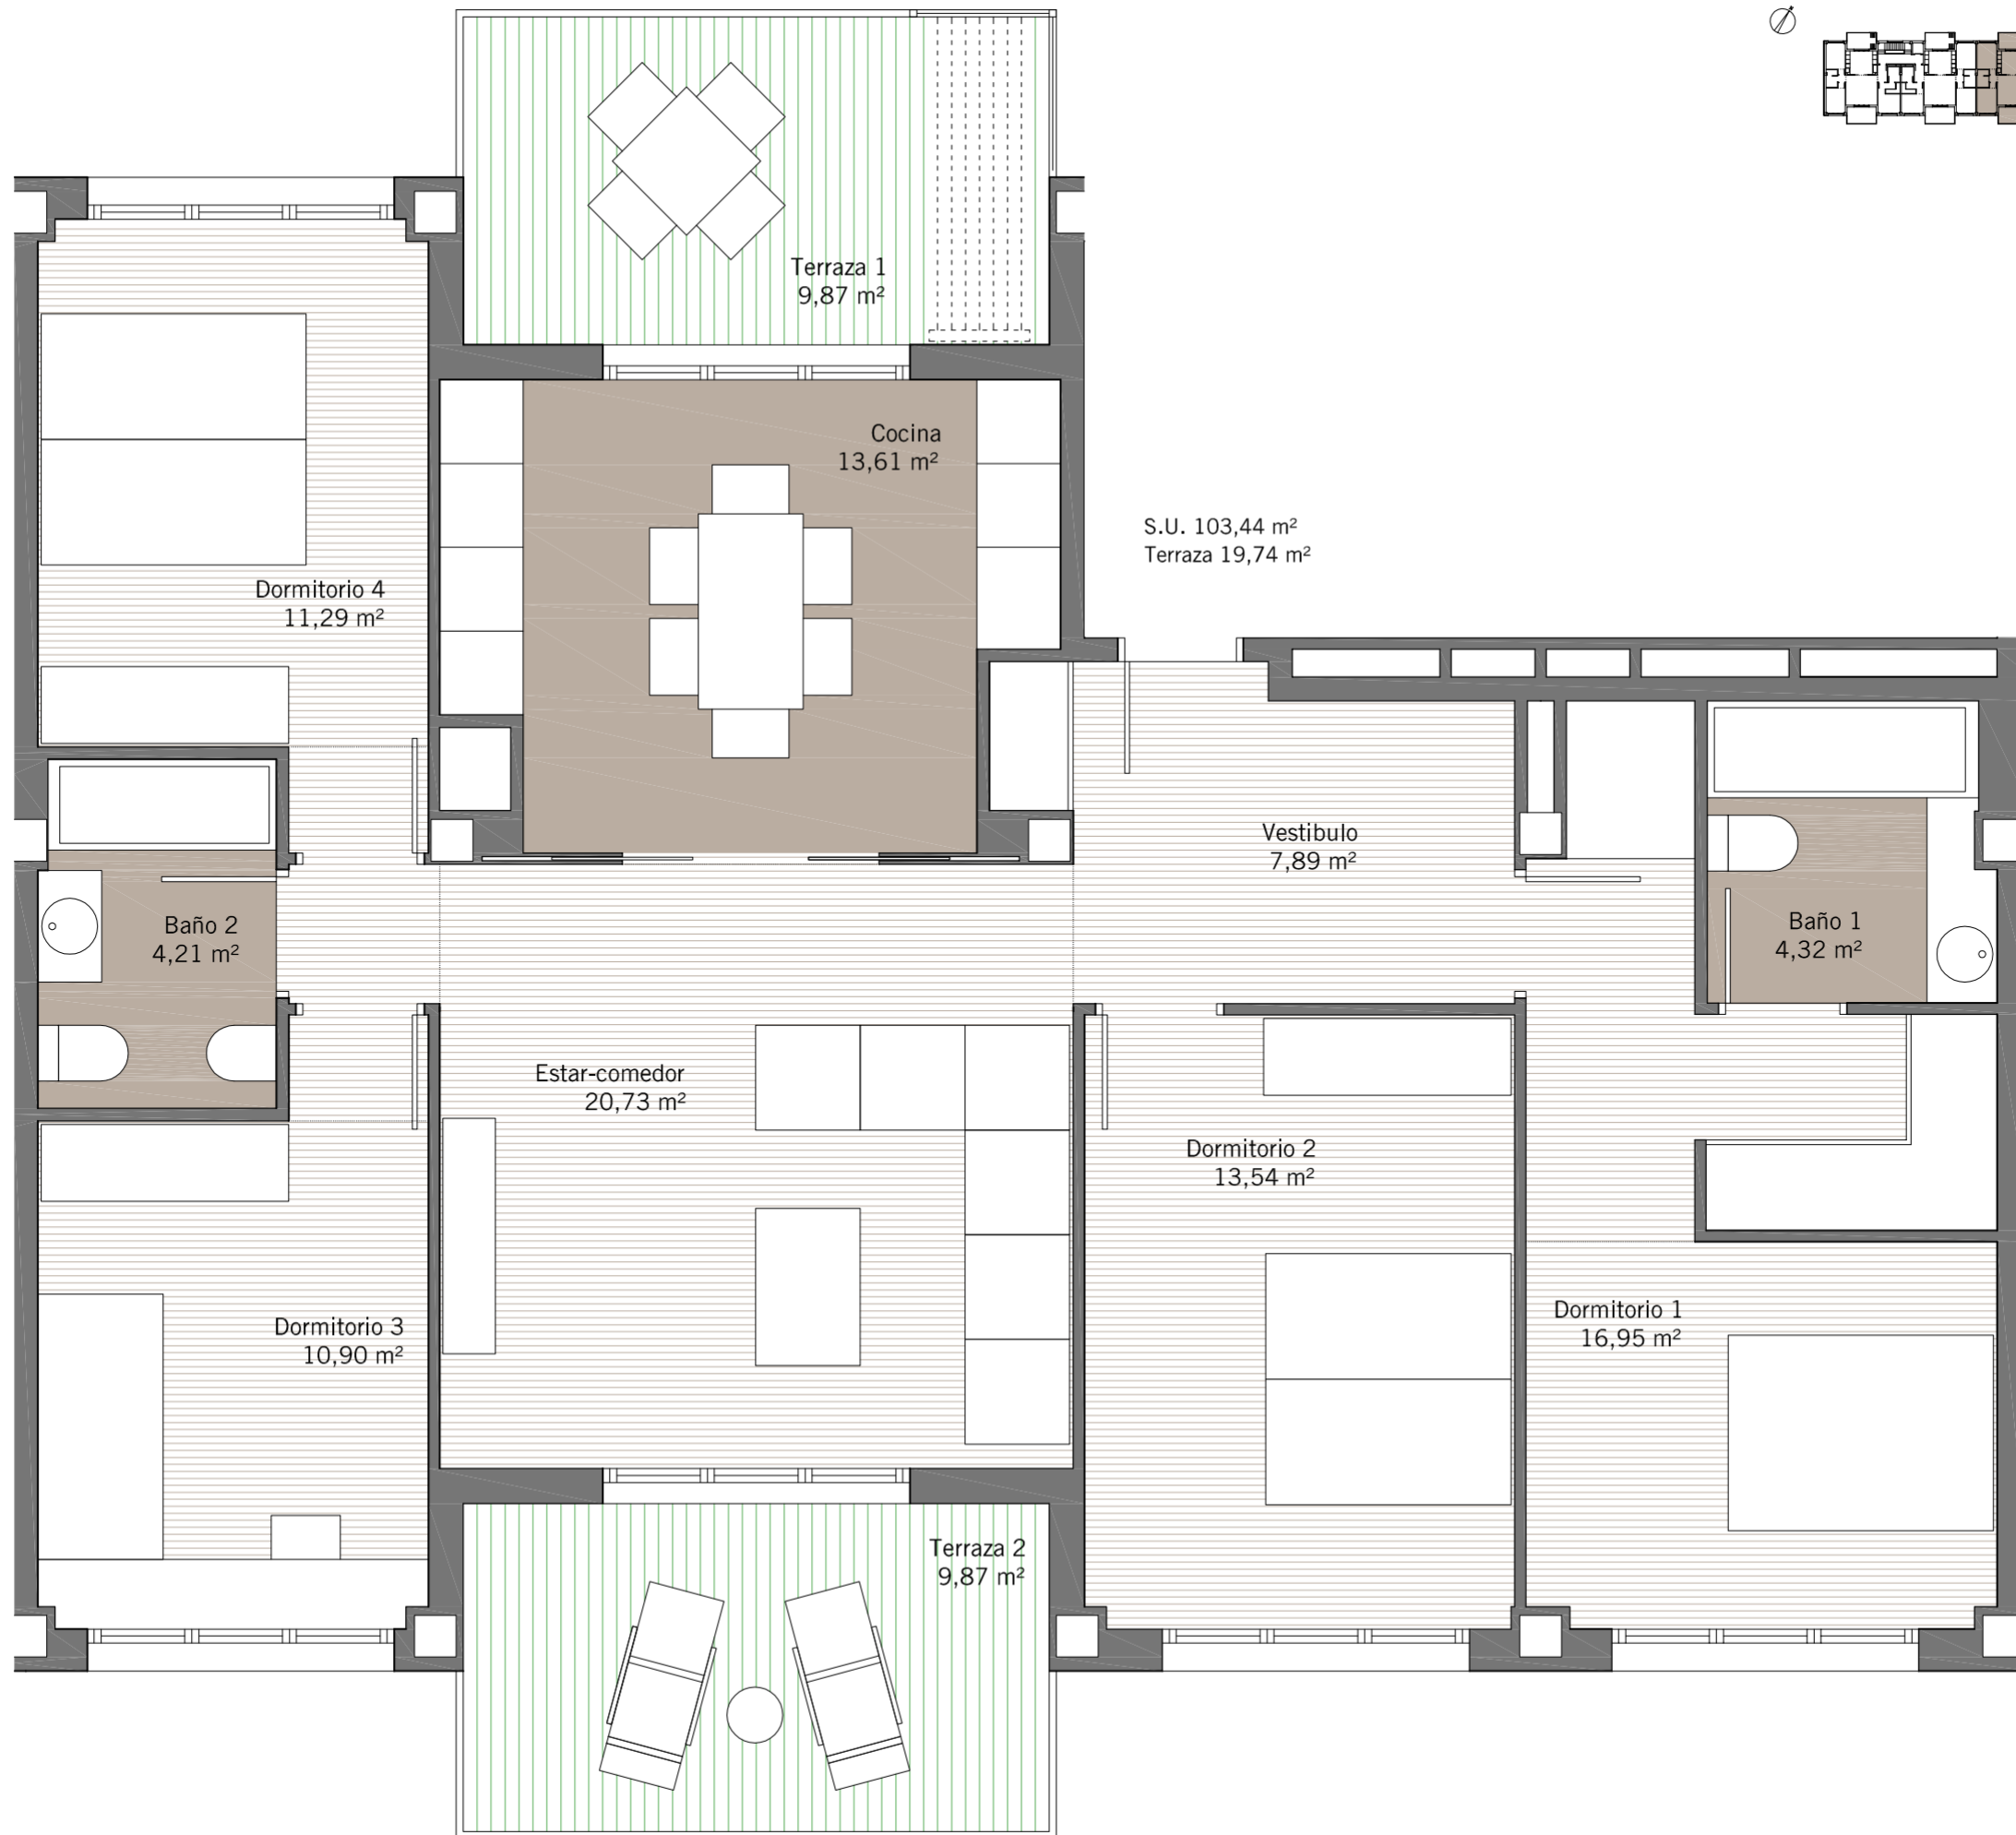 Terraza 1
9,87 m²
Cocina
13,61 m²
S.U. 103,44 m²
Terraza 19,74 m²
Dormitorio 4
11,29 m²
Vestibulo
7,89 m²
Baño 2
4,21 m²
Baño 1
4,32 m²
Estar-comedor
20,73 m²
Dormitorio 2
13,54 m²
Dormitorio 1
16,95 m²
Dormitorio 3
10,90 m²
Terraza 2
9,87 m²